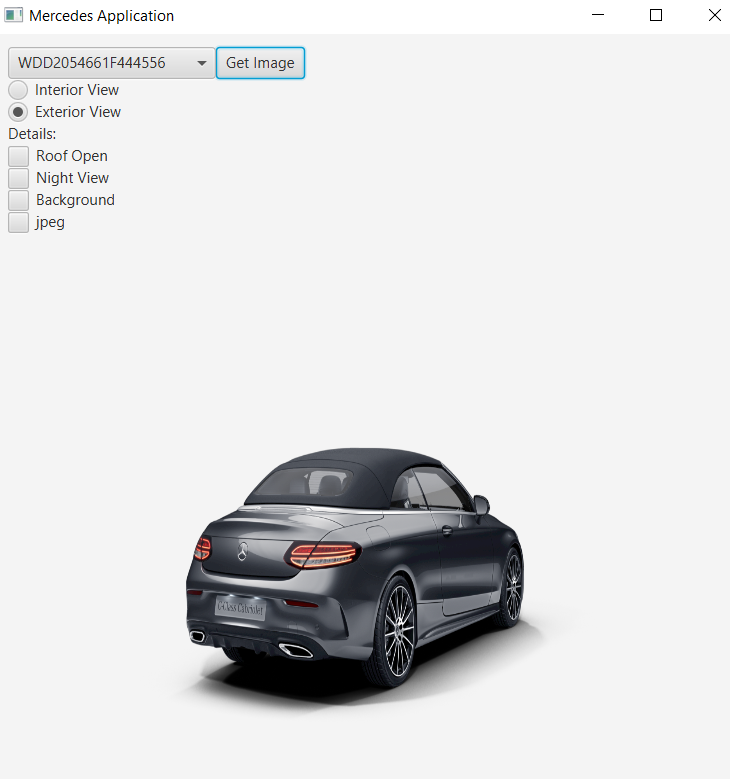 Mercedes Application
WDD2054661F444556 Get Image
Interior View
Exterior View
Details:
Roof Open
Night View
Background
jpeg
C-Class Cabriolet